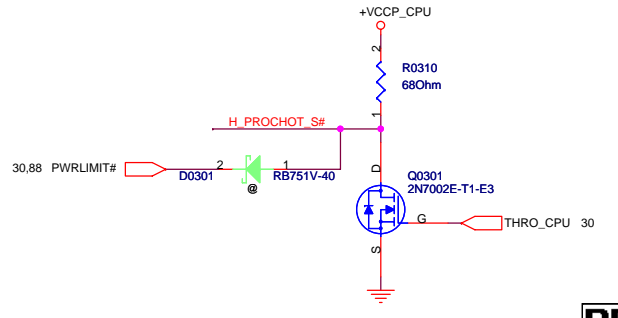 +VCCP_CPU
2
R0310
68Ohm
1
H_PROCHOT_S#
30,88 PWRLIMIT#
2
D0301
1
RB751V-40
@
D
Q0301
2N7002E-T1-E3
G
THRO_CPU 30
S